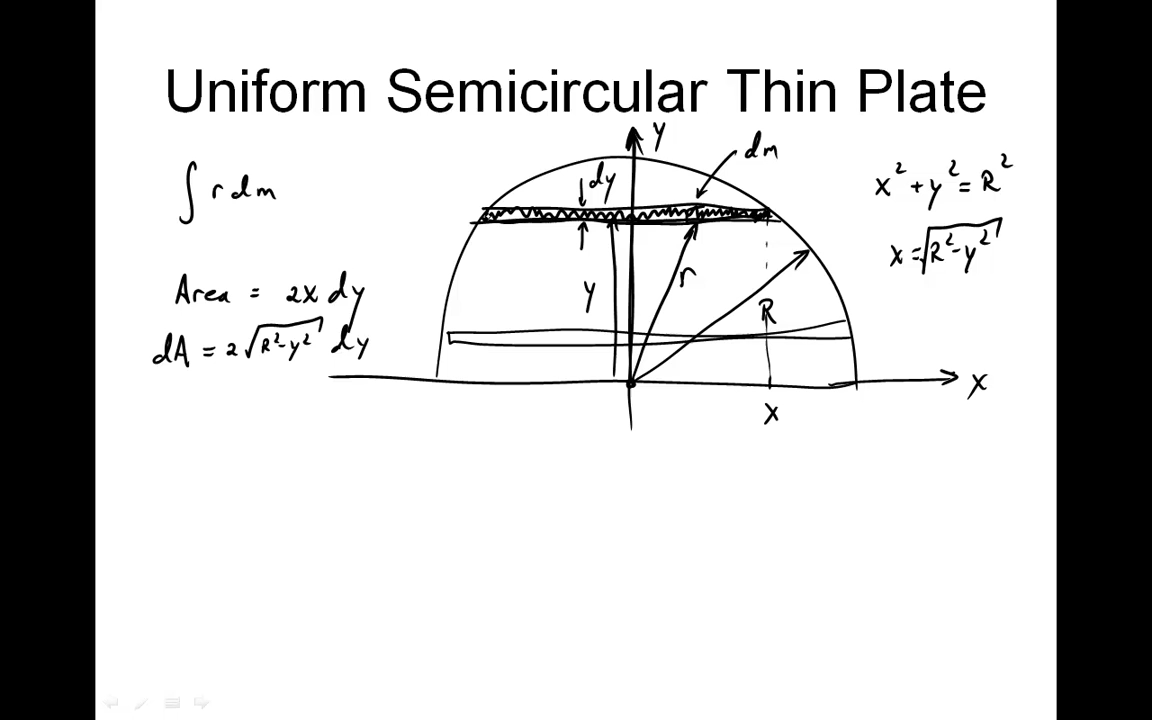 Uniform Semicircular Thin Plate
y
dm
dy
∫ r dm
x² + y² = R²
x = √R²-y²
r
y
Area = 2x dy
R
dA = 2√R²-y² dy
x
x